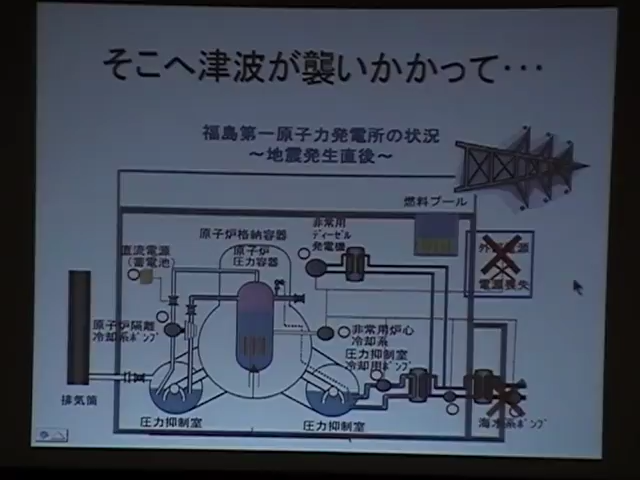 そこへ津波が襲いかかって･･･
福島第一原子力発電所の状況
～地震発生直後～
燃料プール
非常用
ディーゼル
発電機
原子炉格納容器
原子炉
圧力容器
直流電源
（蓄電池）
外部電源
電源喪失
原子炉隔離
冷却系ポンプ
非常用炉心
冷却系
圧力抑制室
冷却用ポンプ
排気筒
圧力抑制室
圧力抑制室
海水系ポンプ